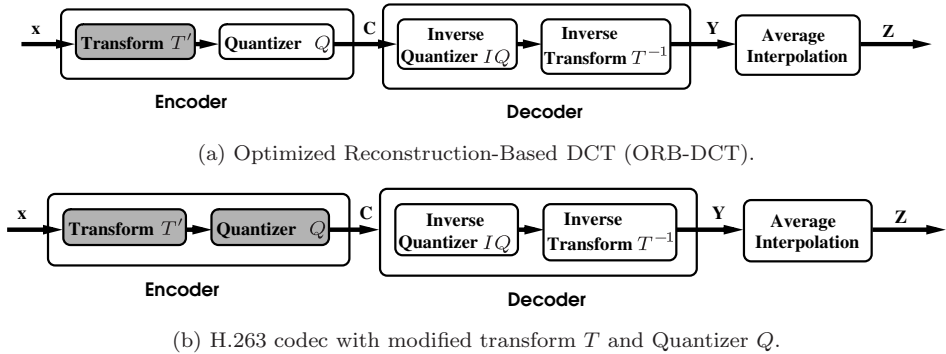 x
Transform T′
Quantizer Q
C
Inverse
Quantizer IQ
Inverse
Transform T⁻¹
Y
Average
Interpolation
Z
Encoder
Decoder
(a) Optimized Reconstruction-Based DCT (ORB-DCT).
x
Transform T′
Quantizer Q
C
Inverse
Quantizer IQ
Inverse
Transform T⁻¹
Y
Average
Interpolation
Z
Encoder
Decoder
(b) H.263 codec with modified transform T and Quantizer Q.